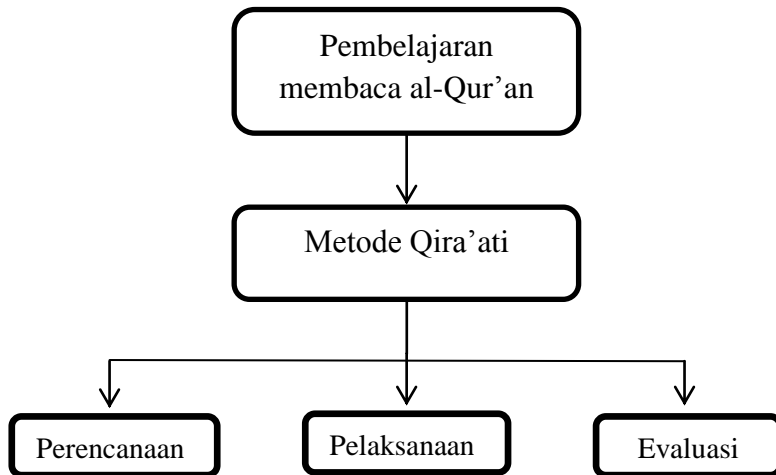 Pembelajaran
membaca al-Qur’an
Metode Qira’ati
Perencanaan
Pelaksanaan
Evaluasi